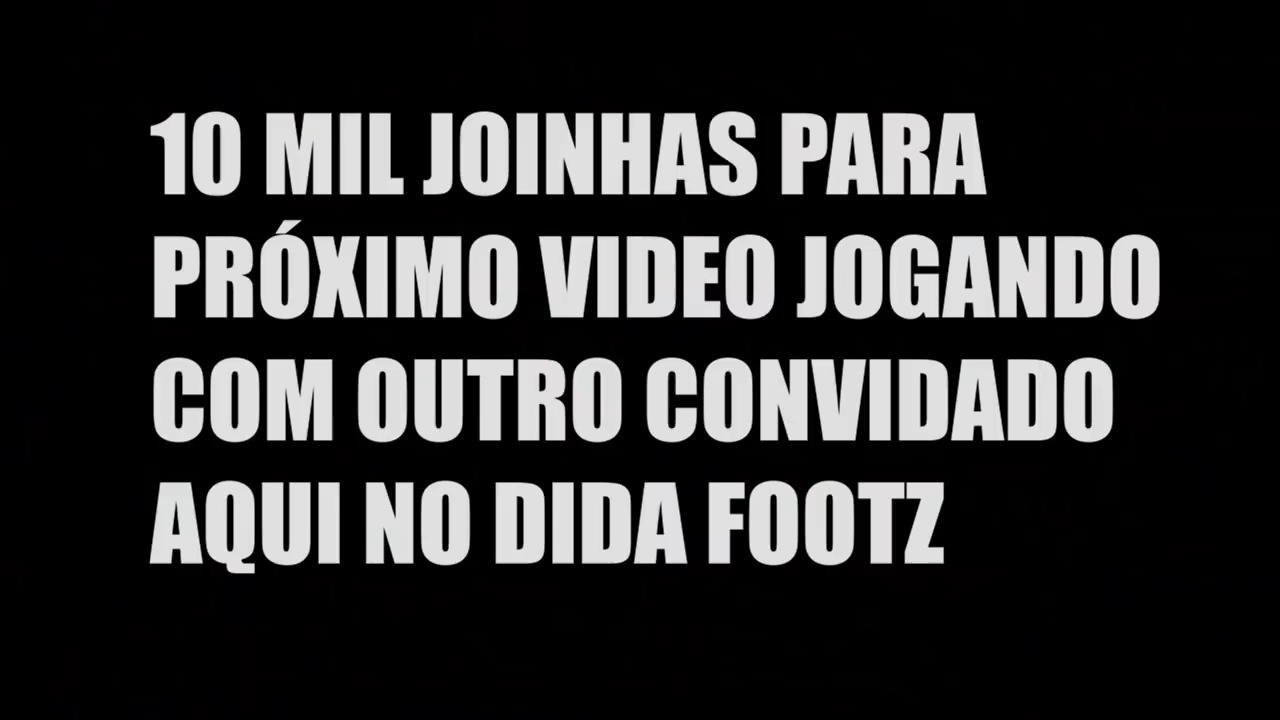 10 MIL JOINHAS PARA
PRÓXIMO VIDEO JOGANDO
COM OUTRO CONVIDADO
AQUI NO DIDA FOOTZ